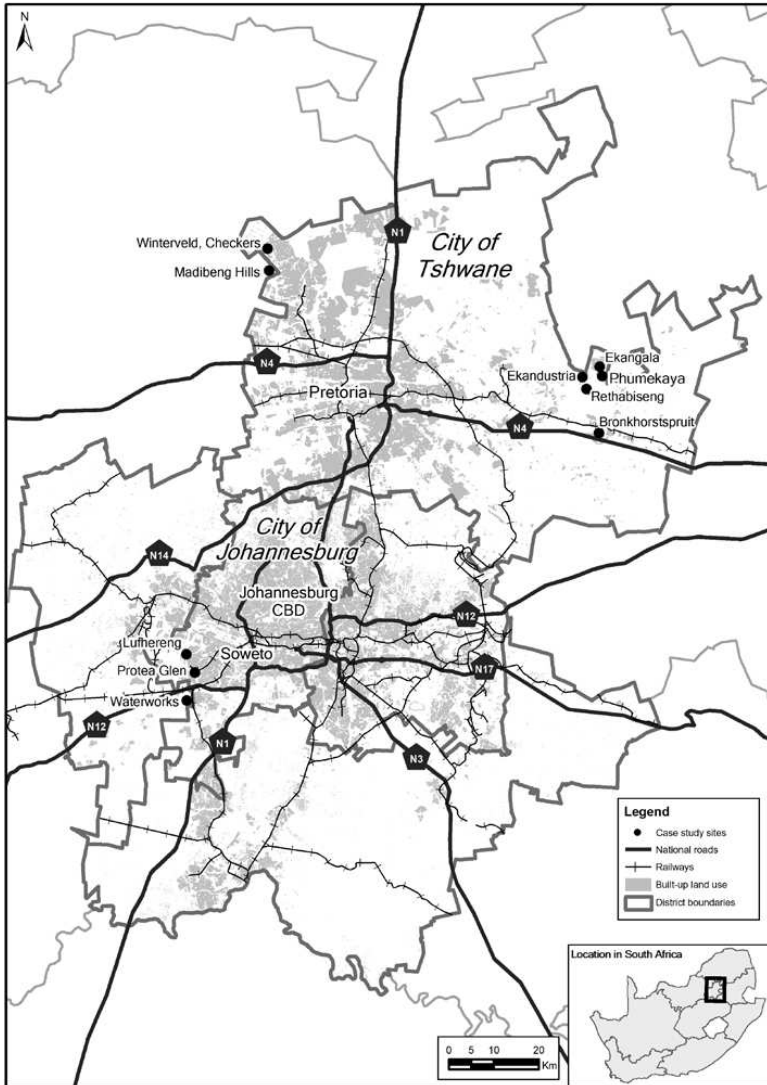 N
N1
City of
Tshwane
Winterveld, Checkers
Madibeng Hills
N4
Pretoria
Ekangala
Ekandustria
Phumekaya
Rethabiseng
Bronkhorstspruit
N4
City of
Johannesburg
N14
Johannesburg
CBD
N12
Lufhereng
Soweto
Protea Glen
N17
Waterworks
N12
N1
N3
Legend
Case study sites
National roads
Railways
Built-up land use
District boundaries
Location in South Africa
0 5 10 20
Km